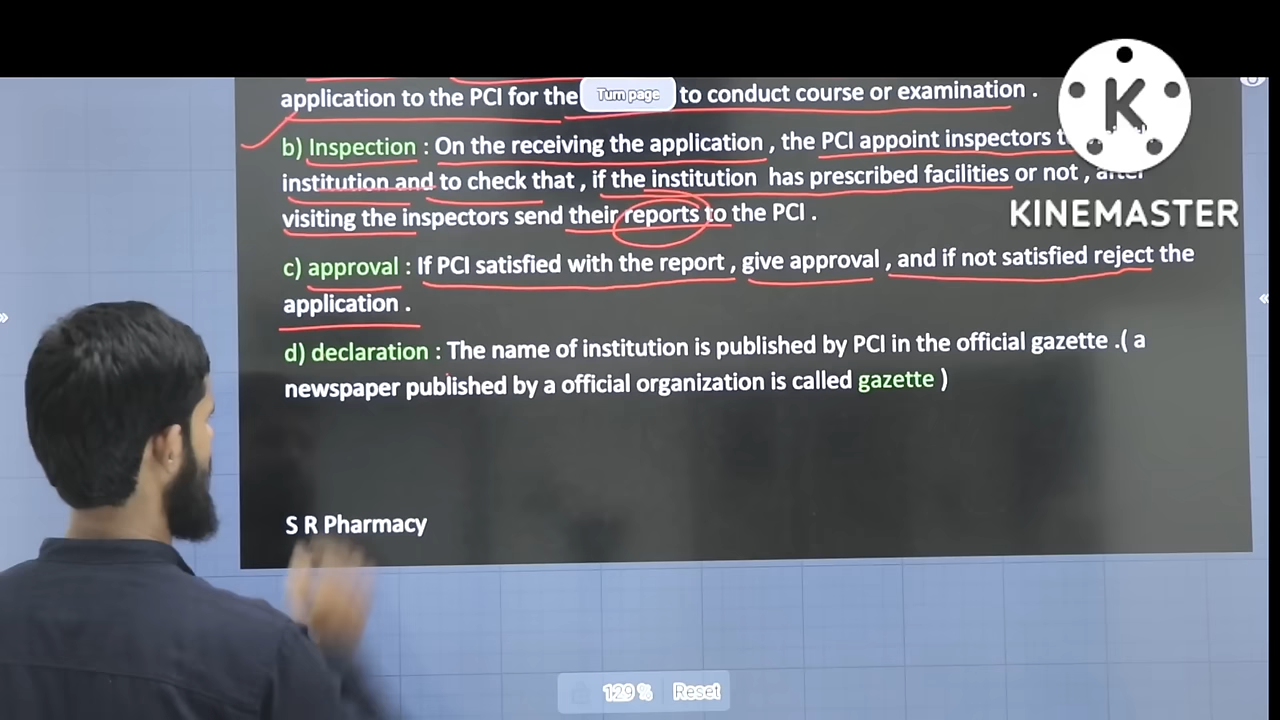 application to the PCI for the Turn page to conduct course or examination .
b) Inspection : On the receiving the application , the PCI appoint inspectors
institution and to check that , if the institution has prescribed facilities or not , after
visiting the inspectors send their reports to the PCI .
KINEMASTER
c) approval : If PCI satisfied with the report , give approval , and if not satisfied reject the
application .
d) declaration : The name of institution is published by PCI in the official gazette .( a
newspaper published by a official organization is called gazette )
S R Pharmacy
129 % Reset